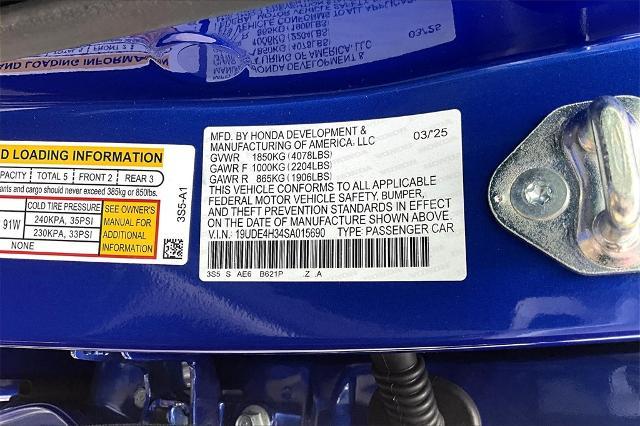 D LOADING INFORMATION
PACITY TOTAL 5 FRONT 2 REAR 3
ants and cargo should never exceed 385kg or 850lbs.
COLD TIRE PRESSURE
91W 240KPA, 35PSI
230KPA, 33PSI
NONE
SEE OWNER'S
MANUAL FOR
ADDITIONAL
INFORMATION
3S5-A1
MFD. BY HONDA DEVELOPMENT & 03/'25
MANUFACTURING OF AMERICA, LLC
GVWR 1850KG(4078LBS)
GAWR F 1000KG(2204LBS)
GAWR R 865KG(1906LBS)
THIS VEHICLE CONFORMS TO ALL APPLICABLE
FEDERAL MOTOR VEHICLE SAFETY, BUMPER,
AND THEFT PREVENTION STANDARDS IN EFFECT
ON THE DATE OF MANUFACTURE SHOWN ABOVE.
V.I.N.: 19UDE4H34SA015690 TYPE: PASSENGER CAR
3S5 S AE6 B621P .Z .A